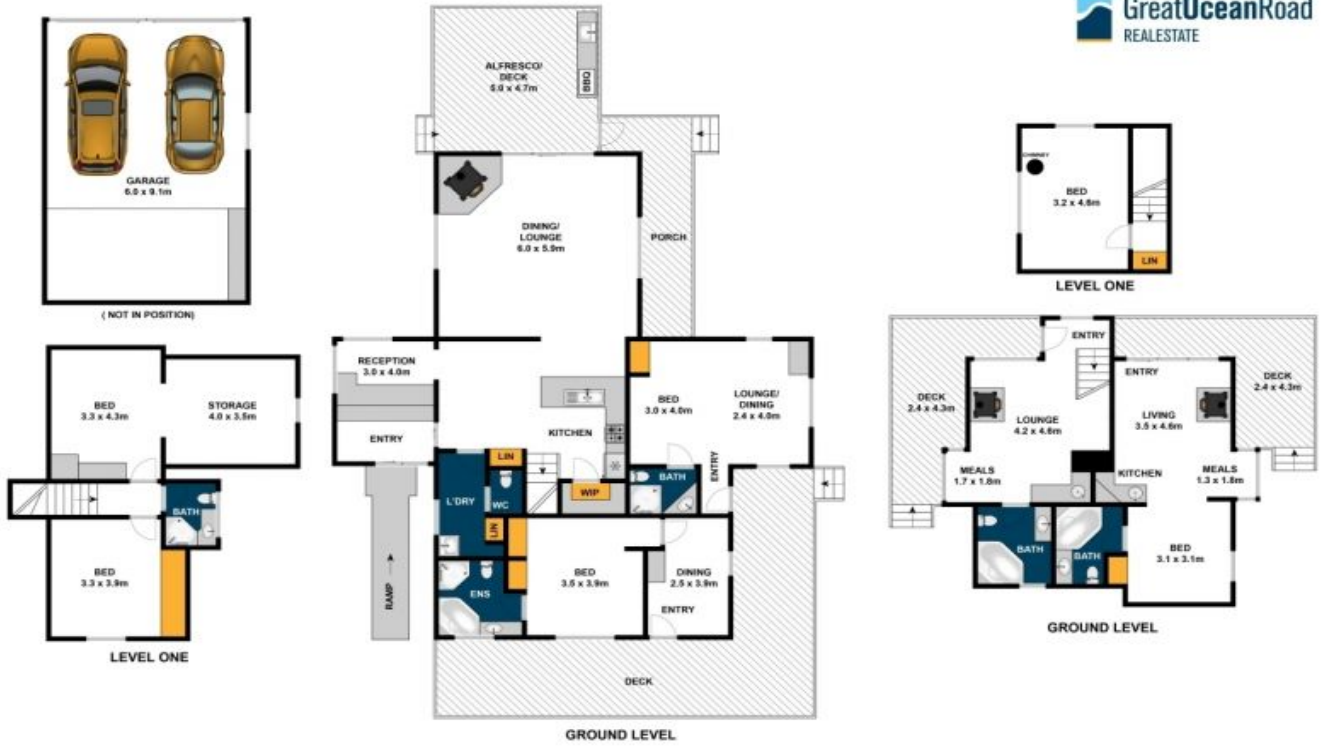 GreatOceanRoad
REALESTATE
GARAGE
6.0 x 9.1m
( NOT IN POSITION)
BED
3.3 x 4.3m
STORAGE
4.0 x 3.5m
BATH
BED
3.3 x 3.9m
LEVEL ONE
ALFRESCO/
DECK
5.0 x 4.7m
BBQ
DINING/
LOUNGE
6.0 x 5.9m
PORCH
RECEPTION
3.0 x 4.0m
ENTRY
RAMP
KITCHEN
LIN
L'DRY
WC
LIN
WIP
BED
3.0 x 4.0m
LOUNGE/
DINING
2.4 x 4.0m
BATH
ENTRY
ENS
BED
3.5 x 3.9m
DINING
2.5 x 3.9m
ENTRY
DECK
GROUND LEVEL
CHIMNEY
BED
3.2 x 4.6m
LIN
LEVEL ONE
ENTRY
DECK
2.4 x 4.3m
LOUNGE
4.2 x 4.6m
MEALS
1.7 x 1.8m
BATH
ENTRY
LIVING
3.5 x 4.6m
KITCHEN
MEALS
1.3 x 1.8m
DECK
2.4 x 4.3m
BATH
BED
3.1 x 3.1m
GROUND LEVEL